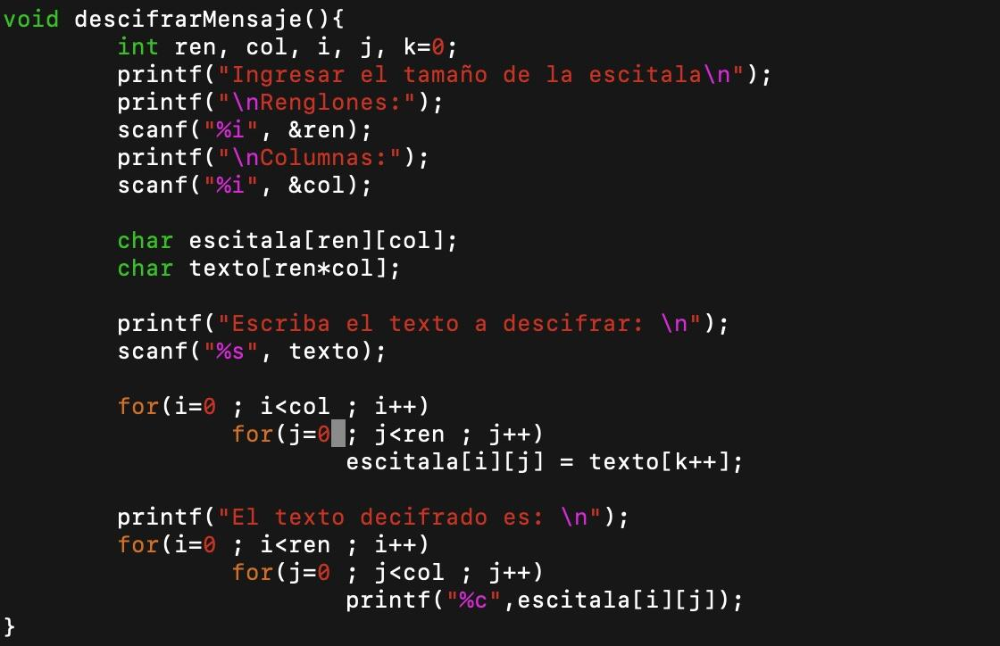 void descifrarMensaje(){
        int ren, col, i, j, k=0;
        printf("Ingresar el tamaño de la escitala\n");
        printf("\nRenglones:");
        scanf("%i", &ren);
        printf("\nColumnas:");
        scanf("%i", &col);

        char escitala[ren][col];
        char texto[ren*col];

        printf("Escriba el texto a descifrar: \n");
        scanf("%s", texto);

        for(i=0 ; i<col ; i++)
                for(j=0 ; j<ren ; j++)
                        escitala[i][j] = texto[k++];

        printf("El texto decifrado es: \n");
        for(i=0 ; i<ren ; i++)
                for(j=0 ; j<col ; j++)
                        printf("%c",escitala[i][j]);
}